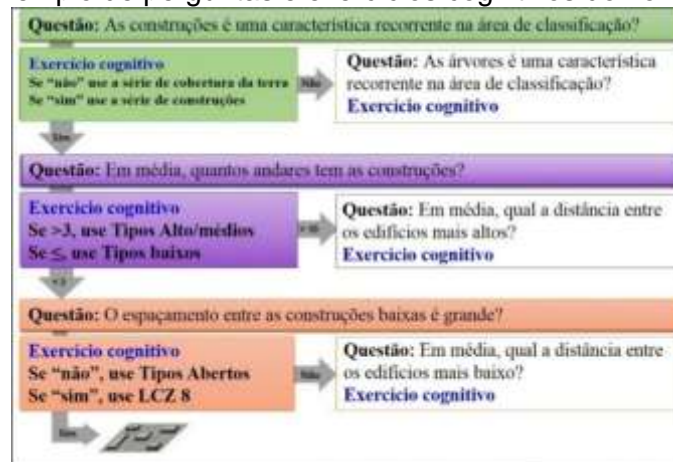 Questão: As construções é uma característica recorrente na área de classificação?
Exercício cognitivo
Se “não” use a série de cobertura da terra
Se “sim” use a série de construções
Não
Questão: As árvores é uma característica
recorrente na área de classificação?
Exercício cognitivo
Sim
Questão: Em média, quantos andares tem as construções?
Exercício cognitivo
Se >3, use Tipos Alto/médios
Se ≤, use Tipos baixos
Questão: Em média, qual a distância entre
os edifícios mais altos?
Exercício cognitivo
Questão: O espaçamento entre as construções baixas é grande?
Exercício cognitivo
Se “não”, use Tipos Abertos
Se “sim”, use LCZ 8
Não
Questão: Em média, qual a distância entre
os edifícios mais baixo?
Exercício cognitivo
Sim